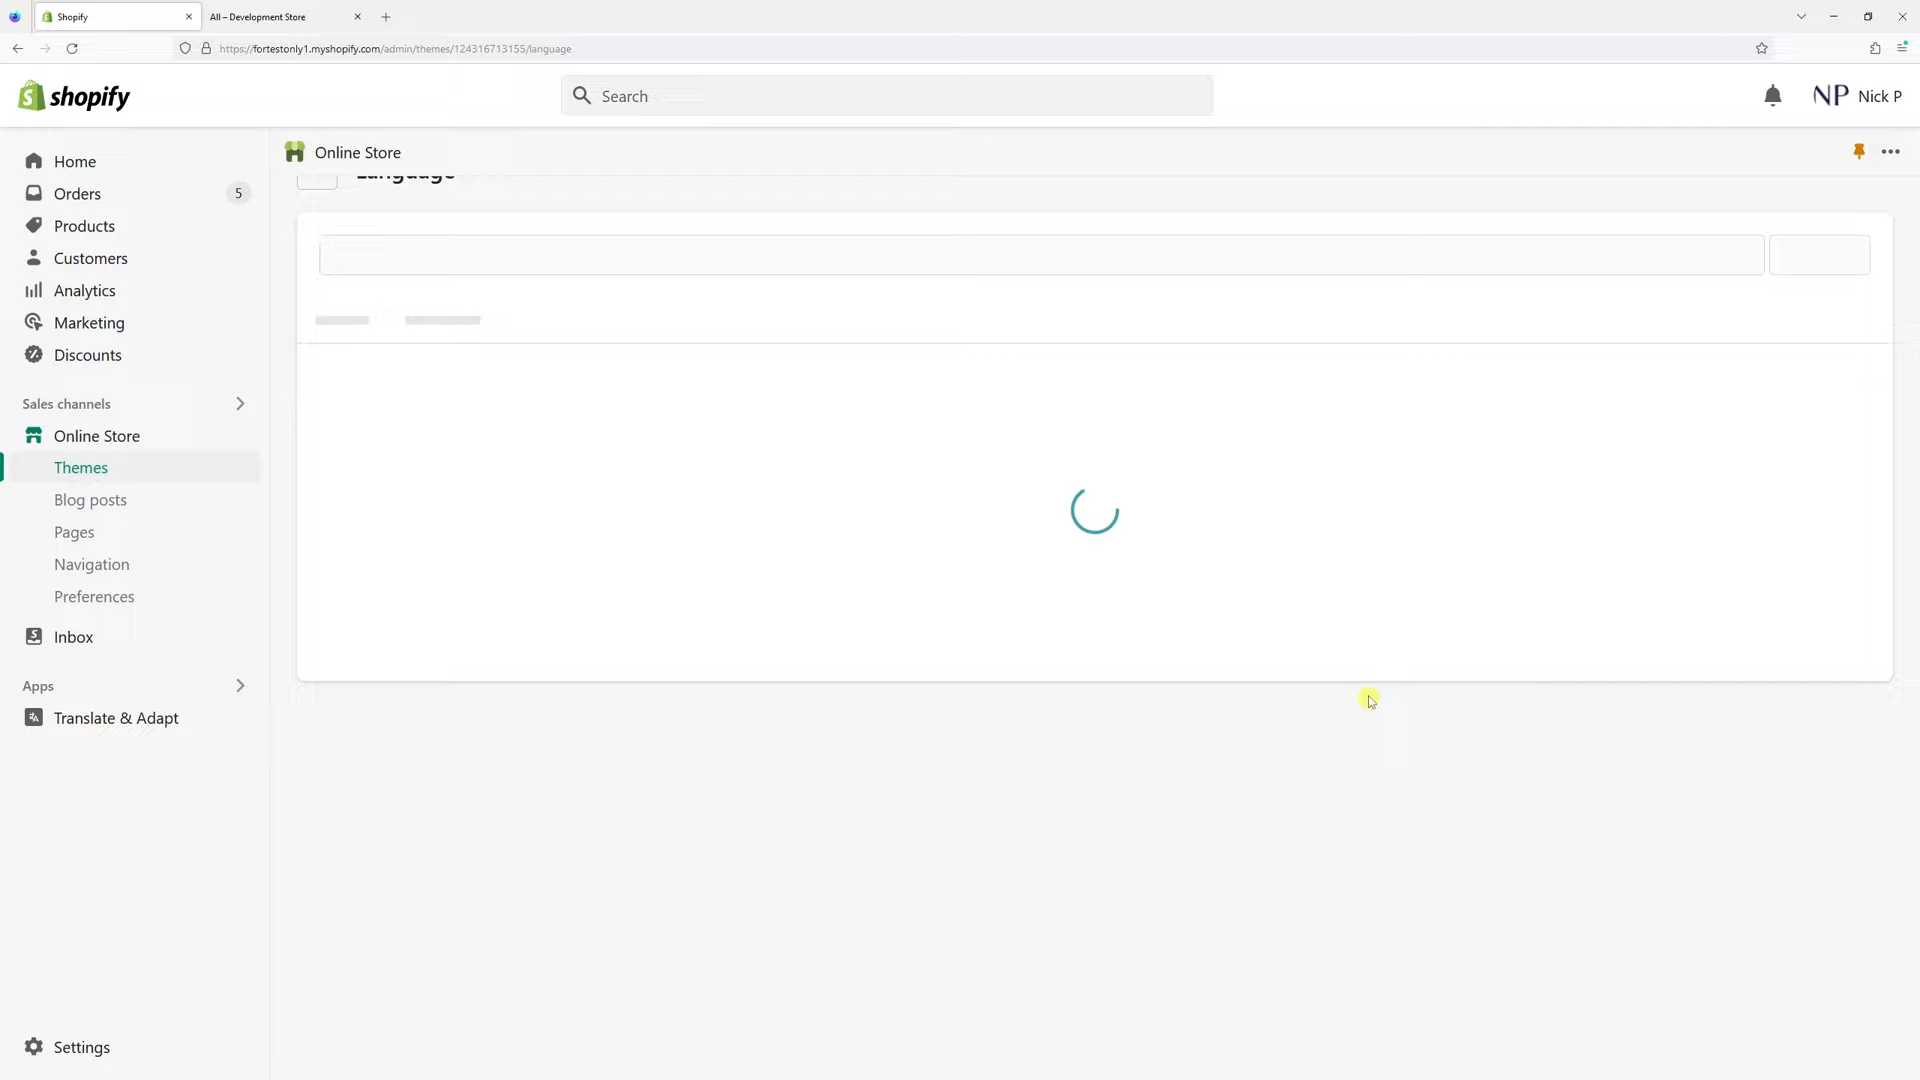 Shopify
All – Development Store
https://fortestonly1.myshopify.com/admin/themes/124316713155/language
shopify
Search
NP Nick P
Home
Orders 5
Products
Customers
Analytics
Marketing
Discounts
Sales channels
Online Store
Themes
Blog posts
Pages
Navigation
Preferences
Inbox
Apps
Translate & Adapt
Settings
Online Store
Language